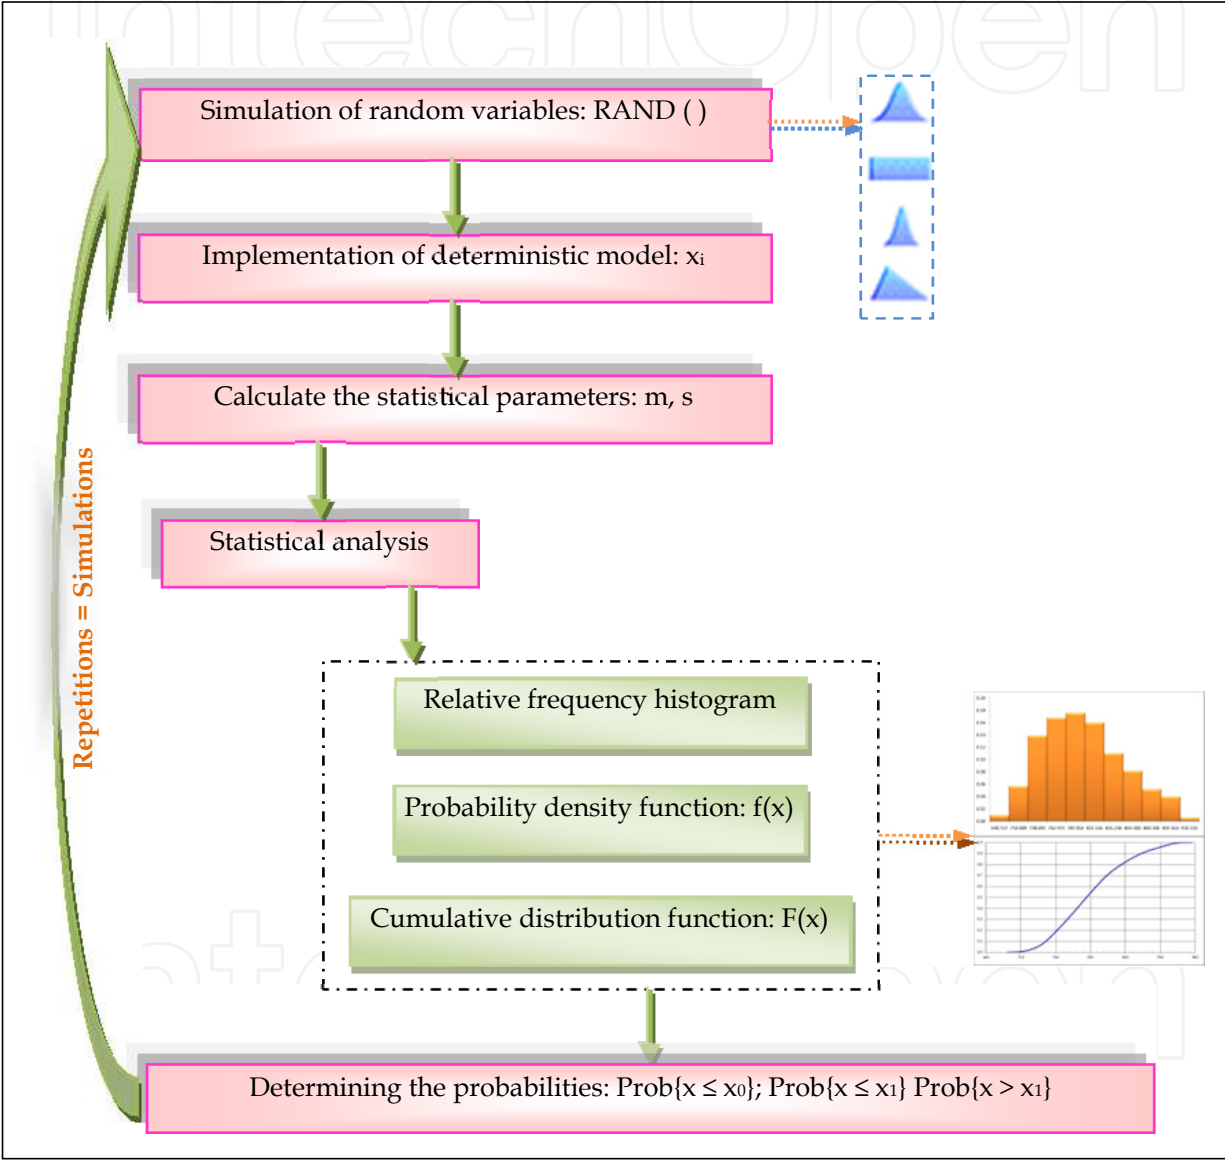 Simulation of random variables: RAND ( )
Implementation of deterministic model: xi
Calculate the statistical parameters: m, s
Statistical analysis
Repetitions = Simulations
Relative frequency histogram
Probability density function: f(x)
Cumulative distribution function: F(x)
Determining the probabilities: Prob{x ≤ x0}; Prob{x ≤ x1} Prob{x > x1}